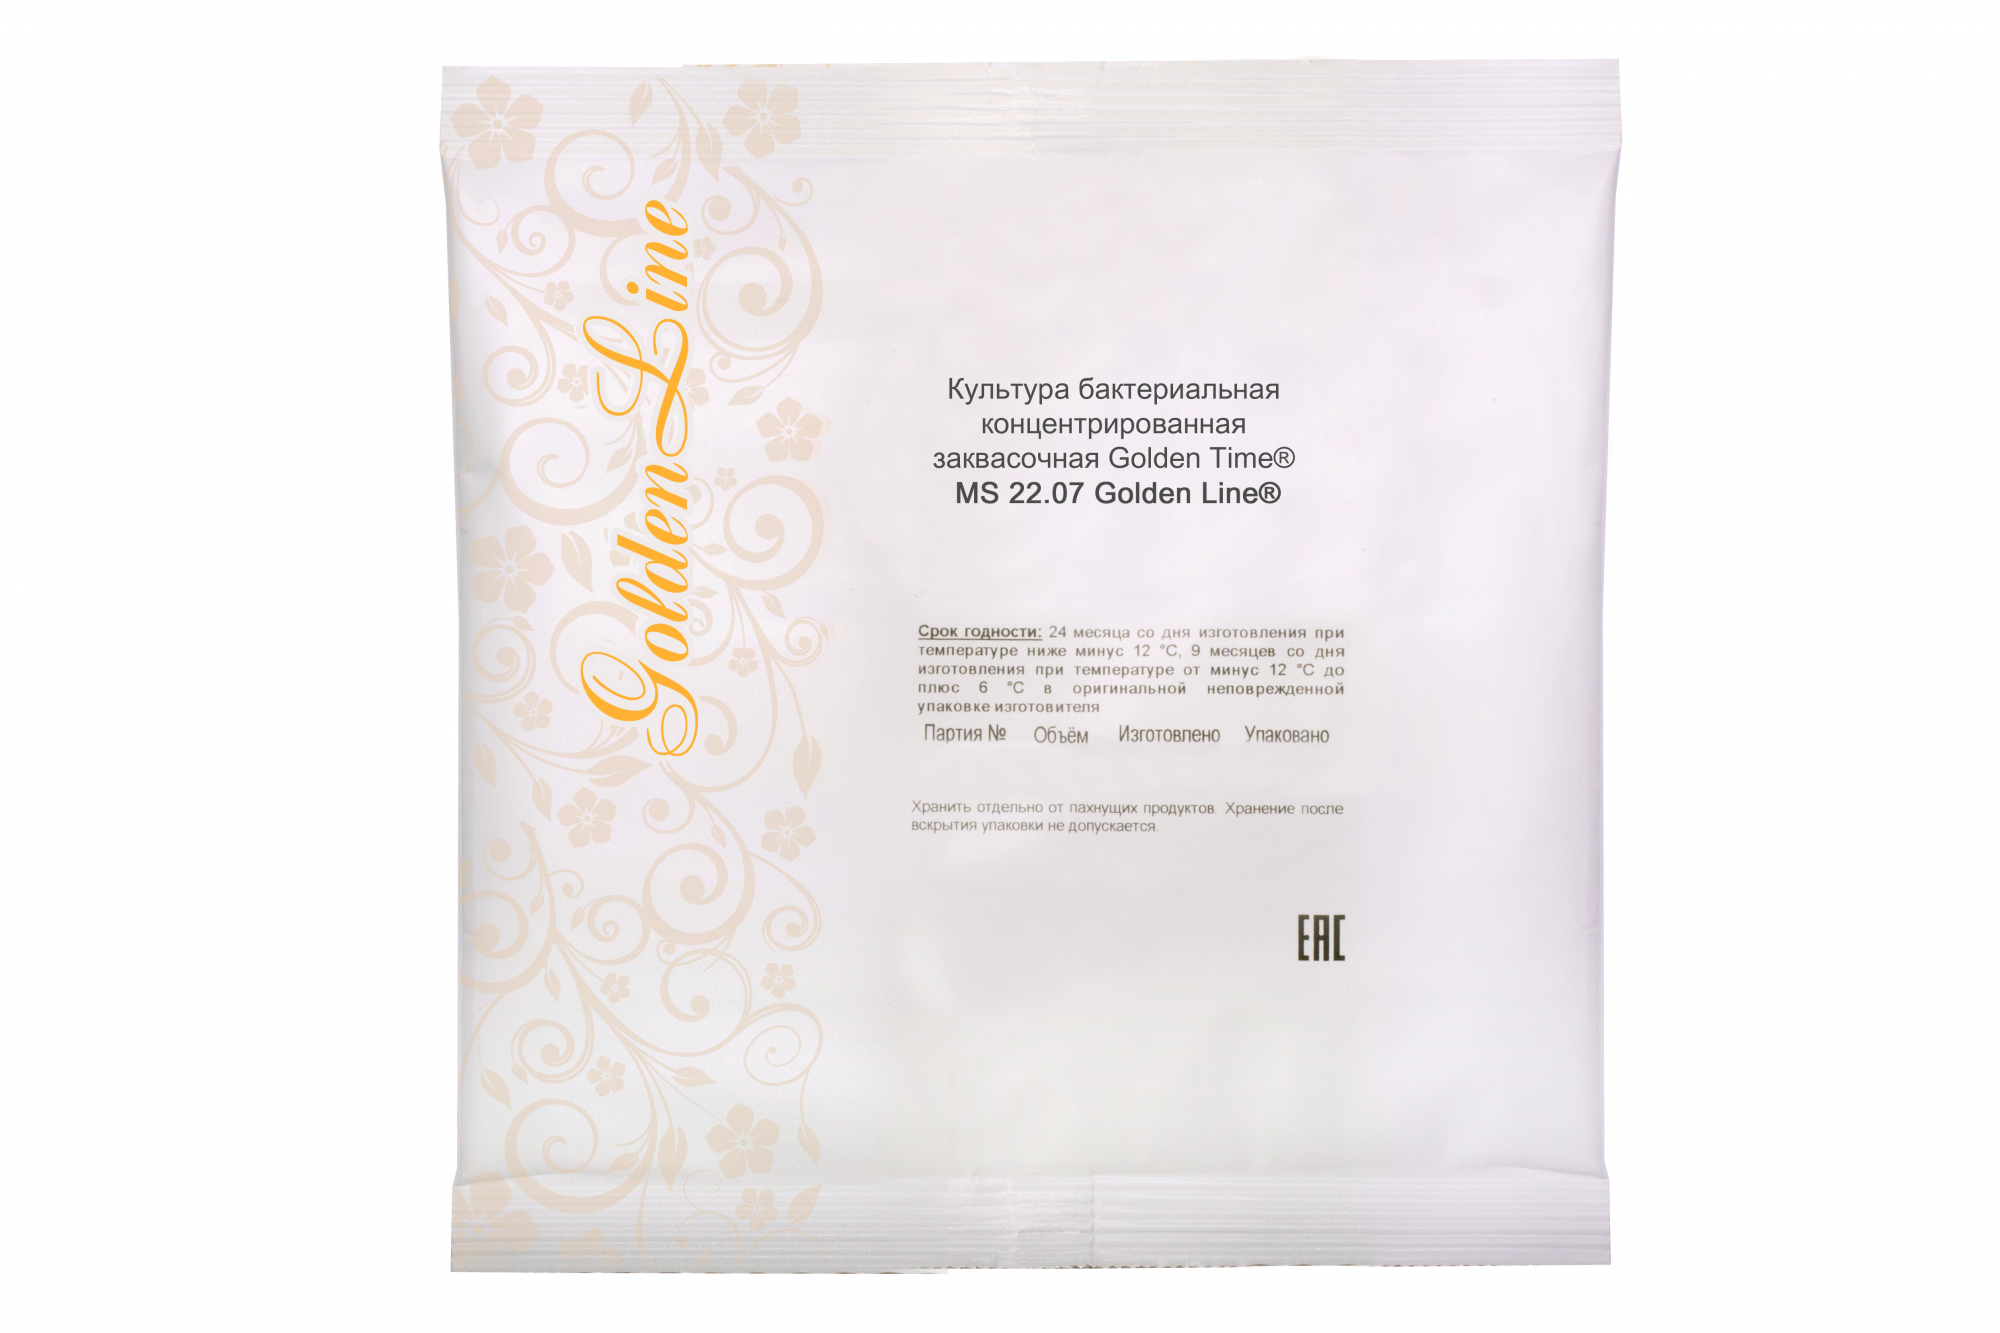 Golden Line
Культура бактериальная
концентрированная
заквасочная Golden Time®
MS 22.07 Golden Line®
Срок годности: 24 месяца со дня изготовления при
температуре ниже минус 12 °С, 9 месяцев со дня
изготовления при температуре от минус 12 °С до
плюс 6 °С в оригинальной неповрежденной
упаковке изготовителя
Партия № Объём Изготовлено Упаковано
Хранить отдельно от пахнущих продуктов. Хранение после
вскрытия упаковки не допускается.
EAC